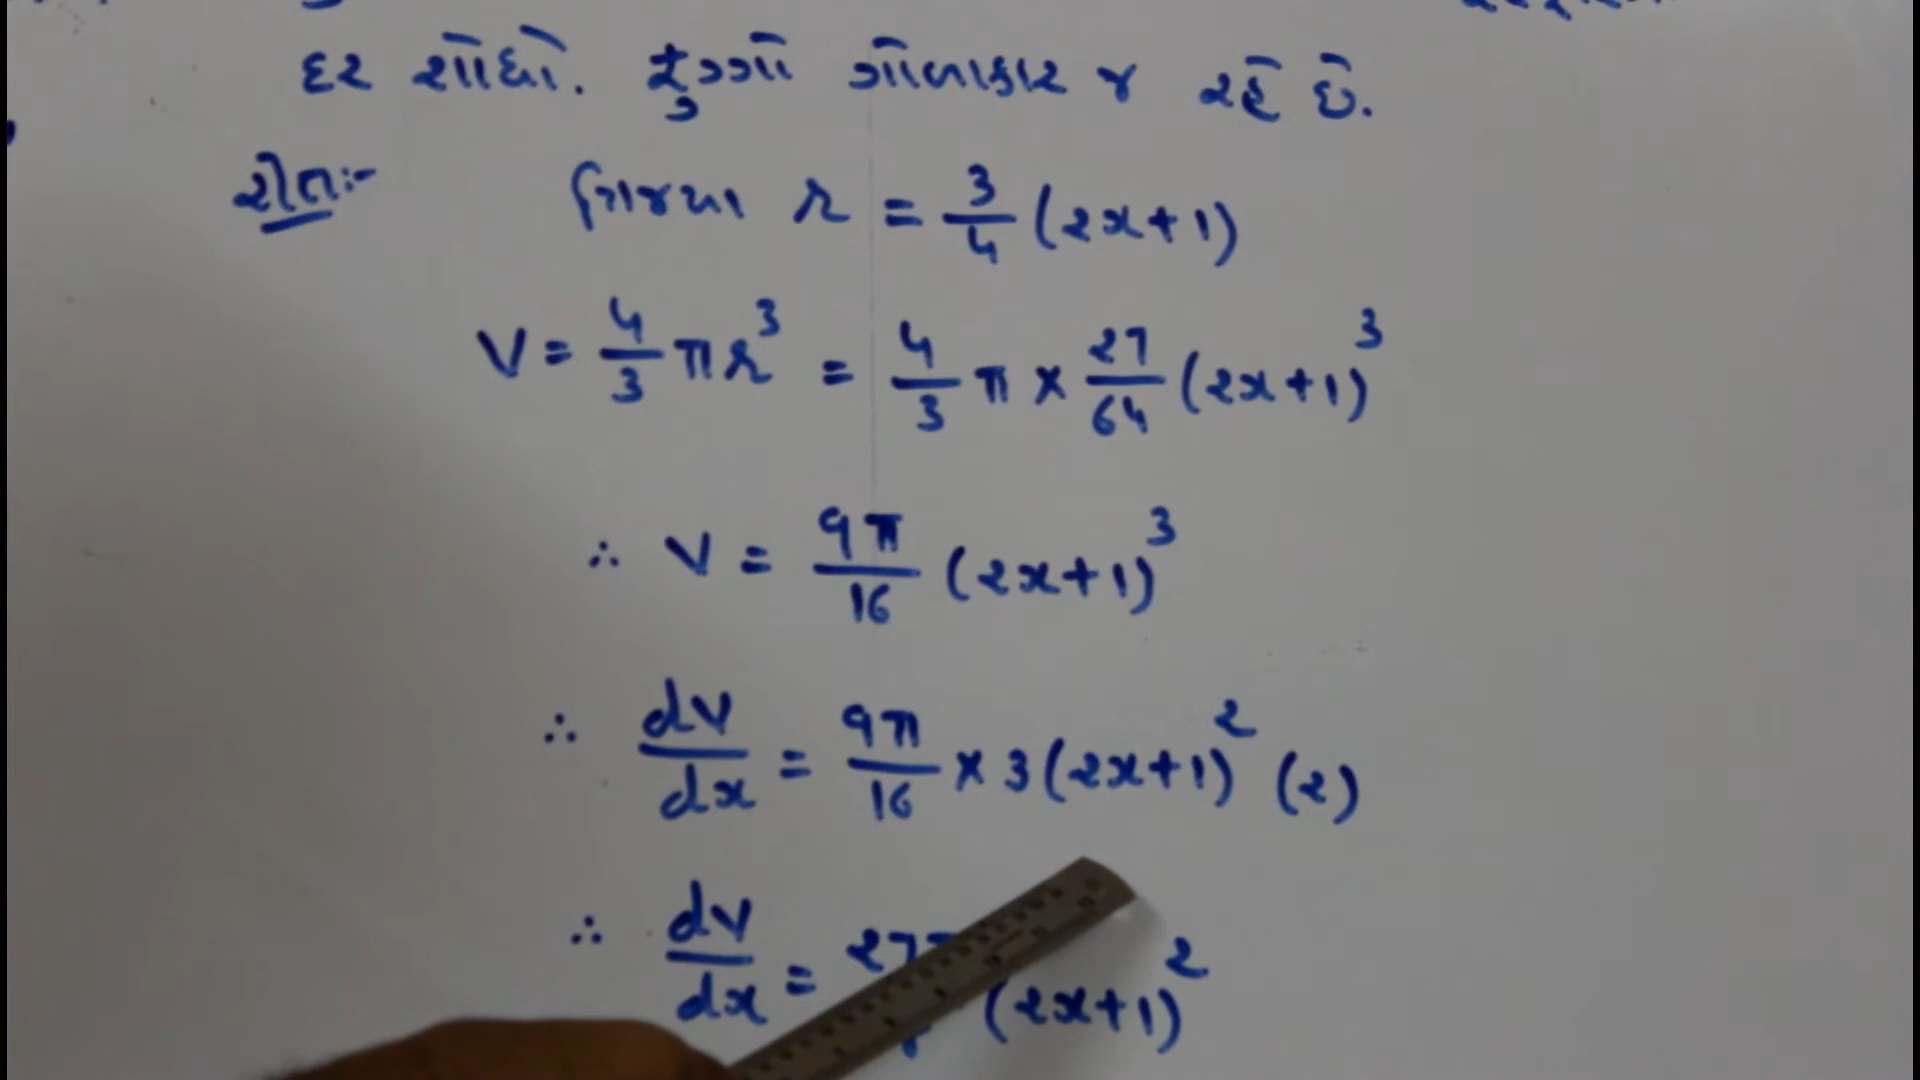 દર શોધો. ફુગ્ગો ગોળાકાર જ રહે છે.
રીત:- ત્રિજ્યા r = 3/4 (2x+1)
V = 4/3 πr³ = 4/3 π × 27/64 (2x+1)³
∴ V = 9π/16 (2x+1)³
∴ dV/dx = 9π/16 × 3(2x+1)² (2)
∴ dV/dx = 27 (2x+1)²